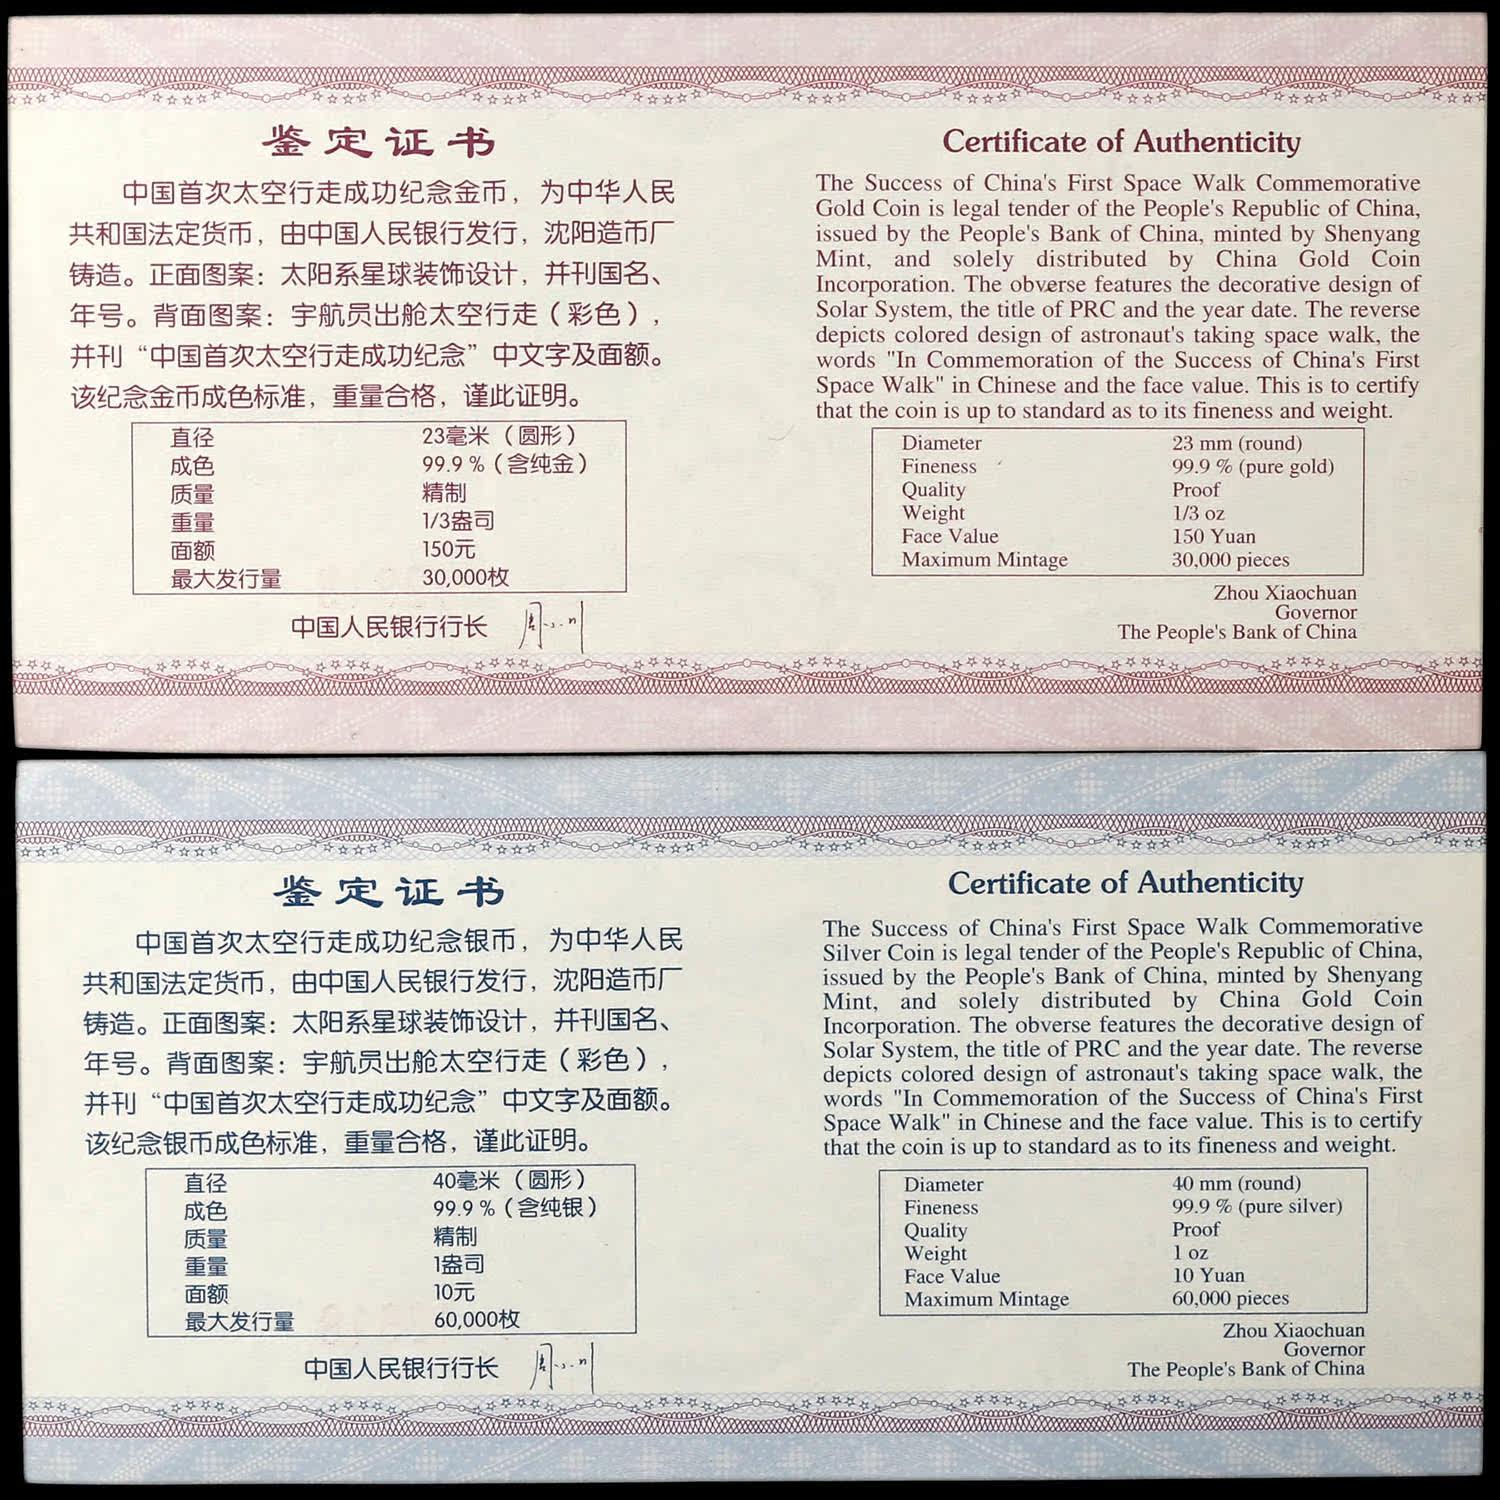 鉴定证书
中国首次太空行走成功纪念金币，为中华人民
共和国法定货币，由中国人民银行发行，沈阳造币厂
铸造。正面图案：太阳系星球装饰设计，并刊国名、
年号。背面图案：宇航员出舱太空行走（彩色），
并刊“中国首次太空行走成功纪念”中文字及面额。
该纪念金币成色标准，重量合格，谨此证明。
直径 23毫米（圆形）
成色 99.9%（含纯金）
质量 精制
重量 1/3盎司
面额 150元
最大发行量 30,000枚
中国人民银行行长
Certificate of Authenticity
The Success of China's First Space Walk Commemorative
Gold Coin is legal tender of the People's Republic of China,
issued by the People's Bank of China, minted by Shenyang
Mint, and solely distributed by China Gold Coin
Incorporation. The obverse features the decorative design of
Solar System, the title of PRC and the year date. The reverse
depicts colored design of astronaut's taking space walk, the
words "In Commemoration of the Success of China's First
Space Walk" in Chinese and the face value. This is to certify
that the coin is up to standard as to its fineness and weight.
Diameter 23 mm (round)
Fineness 99.9 % (pure gold)
Quality Proof
Weight 1/3 oz
Face Value 150 Yuan
Maximum Mintage 30,000 pieces
Zhou Xiaochuan
Governor
The People's Bank of China
鉴定证书
中国首次太空行走成功纪念银币，为中华人民
共和国法定货币，由中国人民银行发行，沈阳造币厂
铸造。正面图案：太阳系星球装饰设计，并刊国名、
年号。背面图案：宇航员出舱太空行走（彩色），
并刊“中国首次太空行走成功纪念”中文字及面额。
该纪念银币成色标准，重量合格，谨此证明。
直径 40毫米（圆形）
成色 99.9%（含纯银）
质量 精制
重量 1盎司
面额 10元
最大发行量 60,000枚
中国人民银行行长
Certificate of Authenticity
The Success of China's First Space Walk Commemorative
Silver Coin is legal tender of the People's Republic of China,
issued by the People's Bank of China, minted by Shenyang
Mint, and solely distributed by China Gold Coin
Incorporation. The obverse features the decorative design of
Solar System, the title of PRC and the year date. The reverse
depicts colored design of astronaut's taking space walk, the
words "In Commemoration of the Success of China's First
Space Walk" in Chinese and the face value. This is to certify
that the coin is up to standard as to its fineness and weight.
Diameter 40 mm (round)
Fineness 99.9 % (pure silver)
Quality Proof
Weight 1 oz
Face Value 10 Yuan
Maximum Mintage 60,000 pieces
Zhou Xiaochuan
Governor
The People's Bank of China